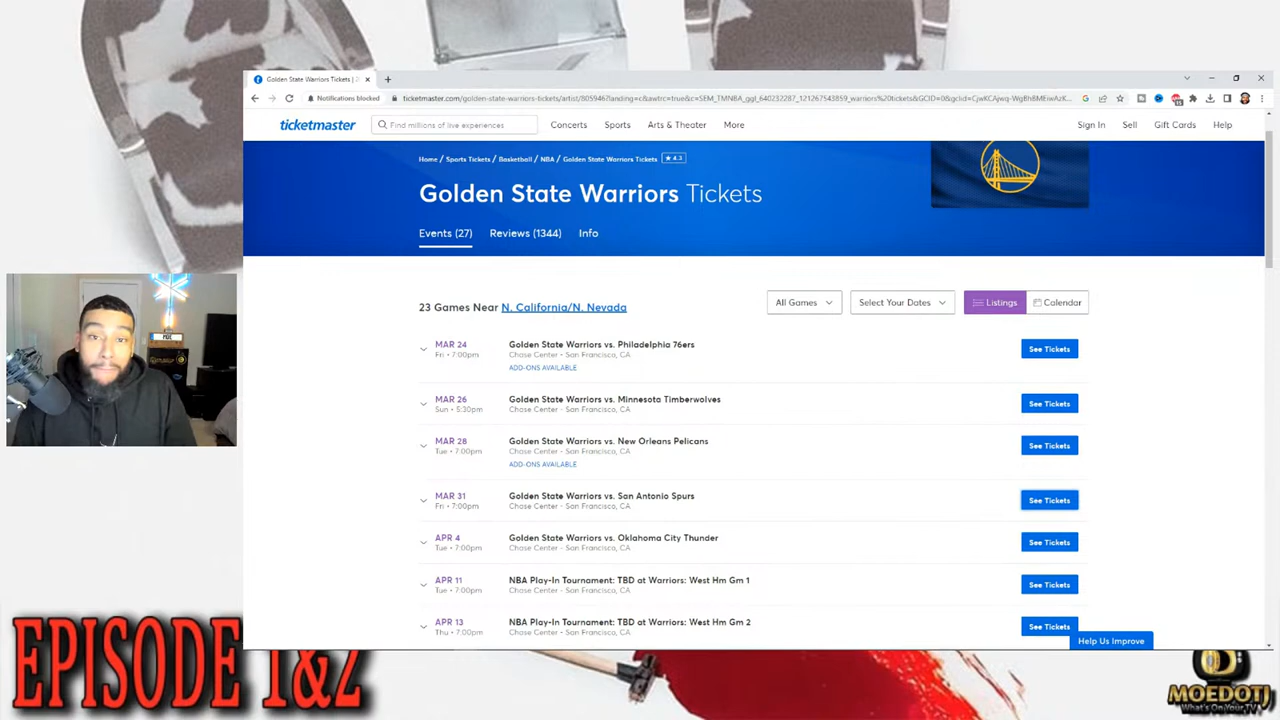 Golden State Warriors Tickets | 2
Notifications blocked
ticketmaster
Find millions of live experiences
Concerts
Sports
Arts & Theater
More
Sign In
Sell
Gift Cards
Help
Home / Sports Tickets / Basketball / NBA / Golden State Warriors Tickets
★ 4.3
Golden State Warriors Tickets
Events (27)
Reviews (1344)
Info
23 Games Near N. California/N. Nevada
All Games
Select Your Dates
Listings
Calendar
MAR 24
Fri • 7:00pm
Golden State Warriors vs. Philadelphia 76ers
Chase Center - San Francisco, CA
ADD-ONS AVAILABLE
See Tickets
MAR 26
Sun • 5:30pm
Golden State Warriors vs. Minnesota Timberwolves
Chase Center - San Francisco, CA
See Tickets
MAR 28
Tue • 7:00pm
Golden State Warriors vs. New Orleans Pelicans
Chase Center - San Francisco, CA
ADD-ONS AVAILABLE
See Tickets
MAR 31
Fri • 7:00pm
Golden State Warriors vs. San Antonio Spurs
Chase Center - San Francisco, CA
See Tickets
APR 4
Tue • 7:00pm
Golden State Warriors vs. Oklahoma City Thunder
Chase Center - San Francisco, CA
See Tickets
APR 11
Tue • 7:00pm
NBA Play-In Tournament: TBD at Warriors: West Hm Gm 1
Chase Center - San Francisco, CA
See Tickets
APR 13
Thu • 7:00pm
NBA Play-In Tournament: TBD at Warriors: West Hm Gm 2
Chase Center - San Francisco, CA
See Tickets
Help Us Improve
MOE
EPISODE 1&2
MOEDOTJ
What's On Your TV